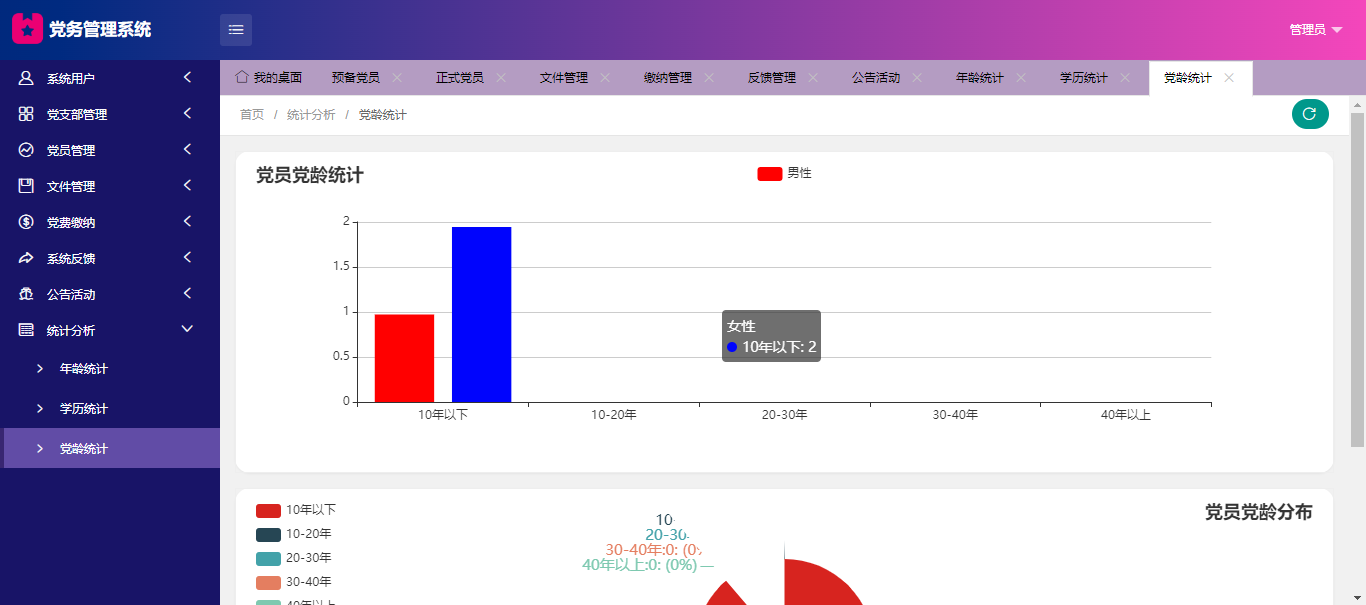 党务管理系统
管理员
系统用户
党支部管理
党员管理
文件管理
党费缴纳
系统反馈
公告活动
统计分析
年龄统计
学历统计
党龄统计
我的桌面 预备党员 正式党员 文件管理 缴纳管理 反馈管理 公告活动 年龄统计 学历统计 党龄统计
首页 / 统计分析 / 党龄统计
党员党龄统计
男性
2
1.5
1
0.5
0
女性
10年以下: 2
10年以下 10-20年 20-30年 30-40年 40年以上
党员党龄分布
10年以下
10-20年
20-30年
30-40年
40年以上
10-
20-30-
30-40年:0: (0
40年以上:0: (0%)